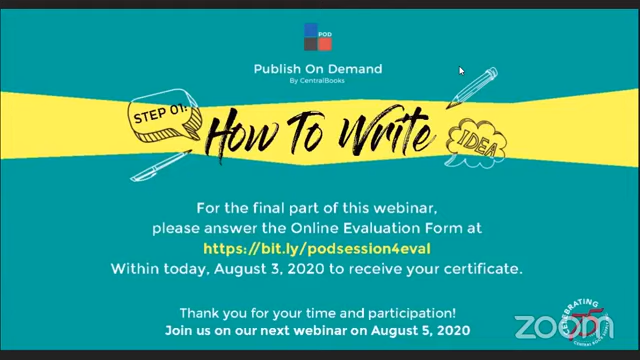 POD
Publish On Demand
By CentralBooks
STEP 01:
How To Write
IDEA
For the final part of this webinar,
please answer the Online Evaluation Form at
https://bit.ly/podsession4eval
Within today, August 3, 2020 to receive your certificate.
Thank you for your time and participation!
Join us on our next webinar on August 5, 2020
CELEBRATING
75
zoom